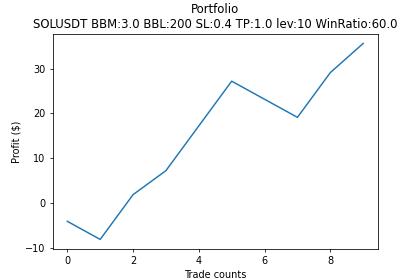 Portfolio
SOLUSDT BBM:3.0 BBL:200 SL:0.4 TP:1.0 lev:10 WinRatio:60.0
30
20
10
0
−10
Profit ($)
0 2 4 6 8
Trade counts